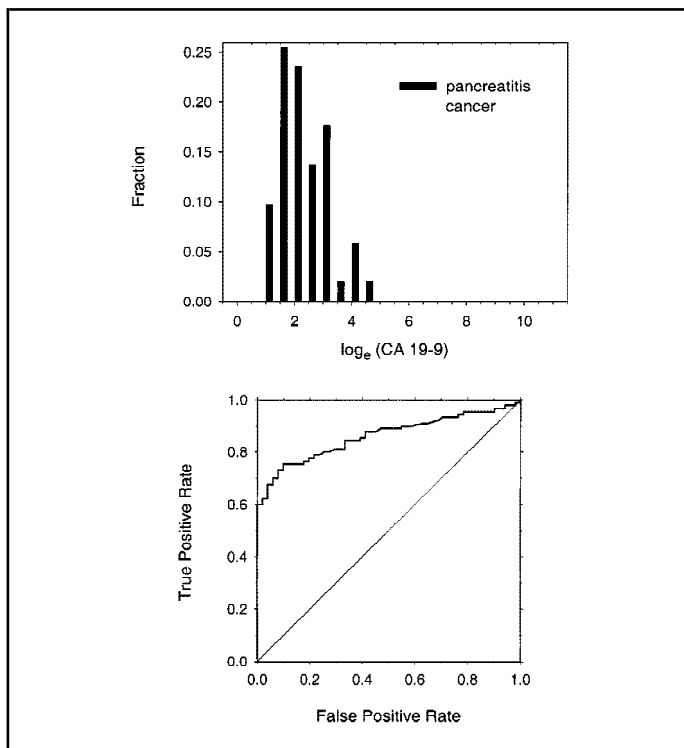 0.25
0.20
0.15
0.10
0.05
0.00
Fraction
pancreatitis
cancer
0 2 4 6 8 10
logₑ (CA 19-9)
1.0
0.8
0.6
0.4
0.2
0.0
True Positive Rate
0.0 0.2 0.4 0.6 0.8 1.0
False Positive Rate